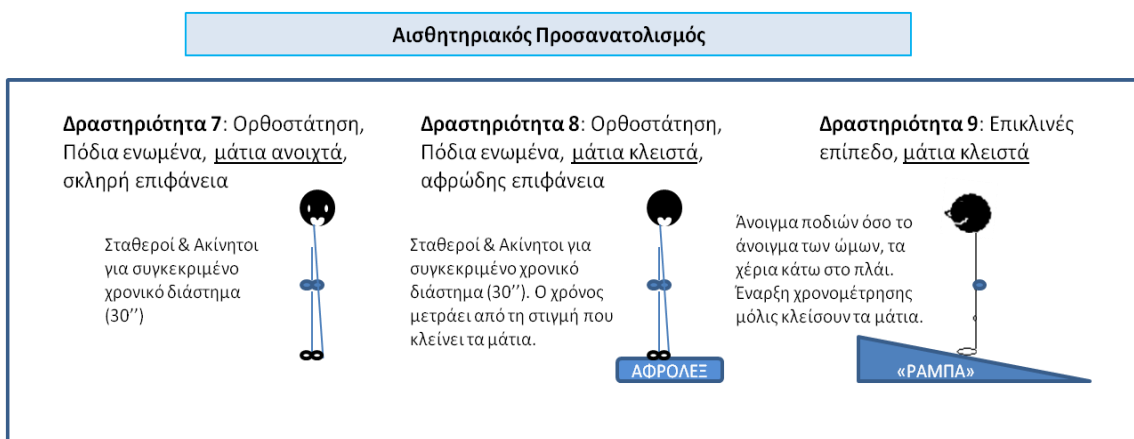 Αισθητηριακός Προσανατολισμός
Δραστηριότητα 7: Ορθοστάτηση,
Πόδια ενωμένα, μάτια ανοιχτά,
σκληρή επιφάνεια
Σταθεροί & Ακίνητοι
για συγκεκριμένο
χρονικό διάστημα
(30’’)
Δραστηριότητα 8: Ορθοστάτηση,
Πόδια ενωμένα, μάτια κλειστά,
αφρώδης επιφάνεια
Σταθεροί & Ακίνητοι για
συγκεκριμένο χρονικό
διάστημα (30’’). Ο χρόνος
μετράει από τη στιγμή που
κλείνει τα μάτια.
ΑΦΡΟΛΕΞ
Δραστηριότητα 9: Επικλινές
επίπεδο, μάτια κλειστά
Άνοιγμα ποδιών όσο το
άνοιγμα των ώμων, τα
χέρια κάτω στο πλάι.
Έναρξη χρονομέτρησης
μόλις κλείσουν τα μάτια.
«ΡΑΜΠΑ»